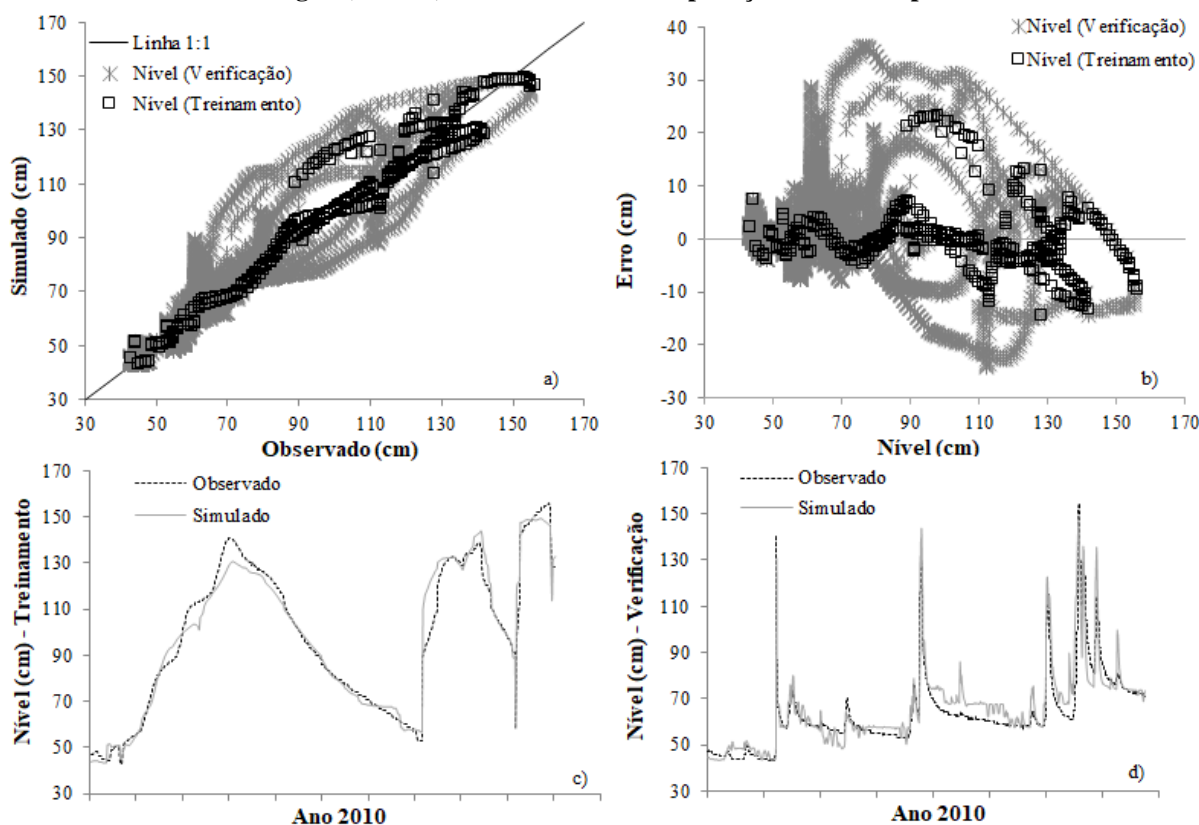 170
150
130
110
90
70
50
30
Simulado (cm)
Linha 1:1
Nível (Verificação)
Nível (Treinamento)
a)
30 50 70 90 110 130 150 170
Observado (cm)
40
30
20
10
0
-10
-20
-30
Erro (cm)
Nível (Verificação)
Nível (Treinamento)
b)
30 50 70 90 110 130 150 170
Nível (cm)
170
150
130
110
90
70
50
30
Nível (cm) - Treinamento
Observado
Simulado
c)
Ano 2010
170
150
130
110
90
70
50
30
Nível (cm) - Verificação
Observado
Simulado
d)
Ano 2010